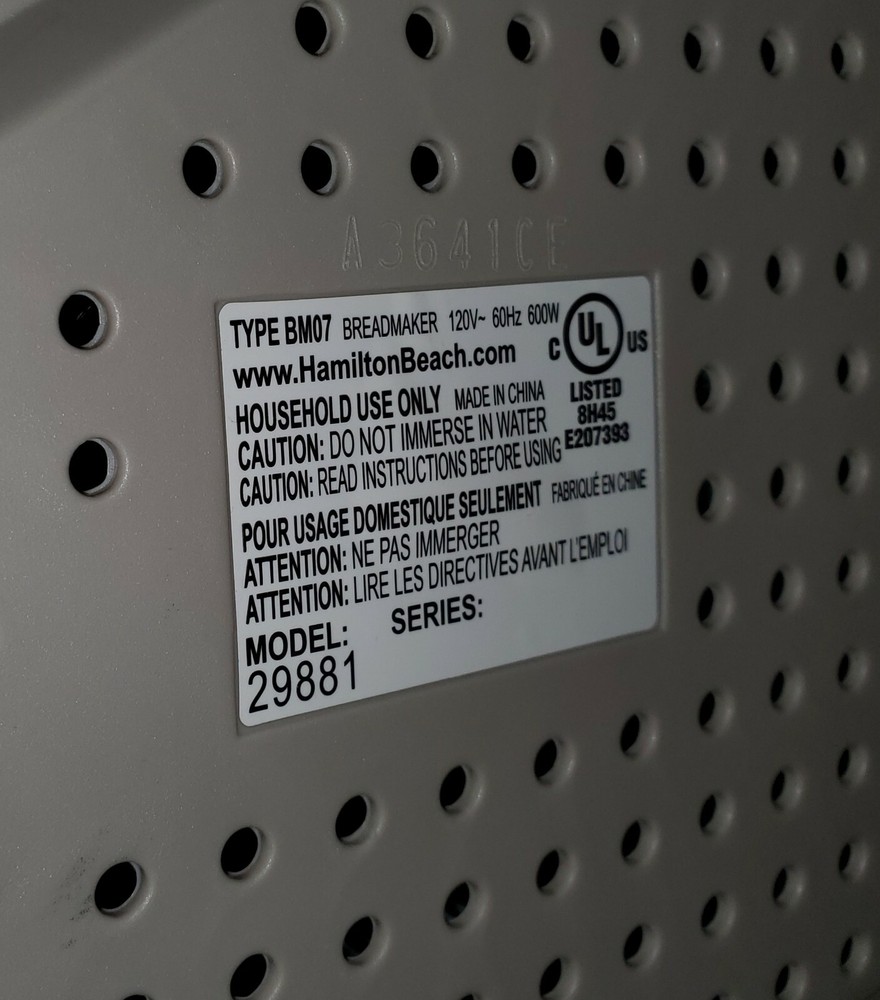 A3641CE
TYPE BM07 BREADMAKER 120V~ 60Hz 600W
www.HamiltonBeach.com
C UL US
LISTED
8H45
E207393
HOUSEHOLD USE ONLY MADE IN CHINA
CAUTION: DO NOT IMMERSE IN WATER
CAUTION: READ INSTRUCTIONS BEFORE USING
POUR USAGE DOMESTIQUE SEULEMENT FABRIQUÉ EN CHINE
ATTENTION: NE PAS IMMERGER
ATTENTION: LIRE LES DIRECTIVES AVANT L'EMPLOI
MODEL: SERIES:
29881